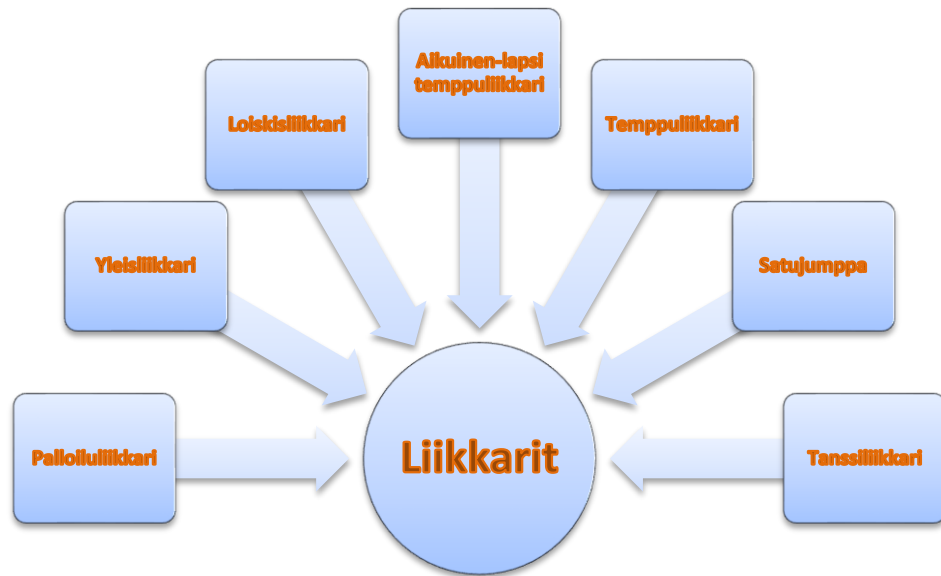 Aikuinen-lapsi
temppuliikkari
Loiskisliikkari
Temppuliikkari
Yleisliikkari
Satujumppa
Palloiluliikkari
Liikkarit
Tanssiliikkari